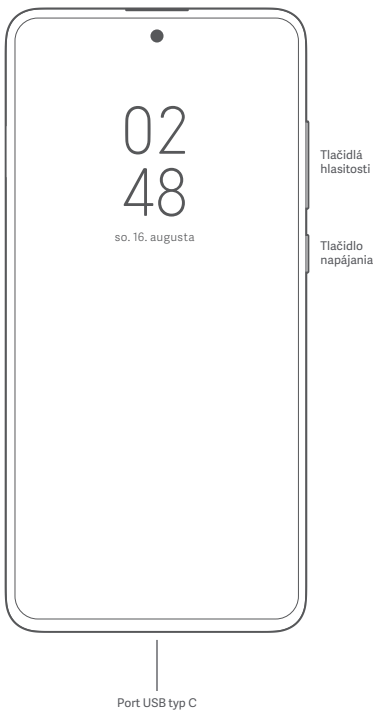 02
48
so. 16. augusta
Tlačidlá
hlasitosti
Tlačidlo
napájania
Port USB typ C